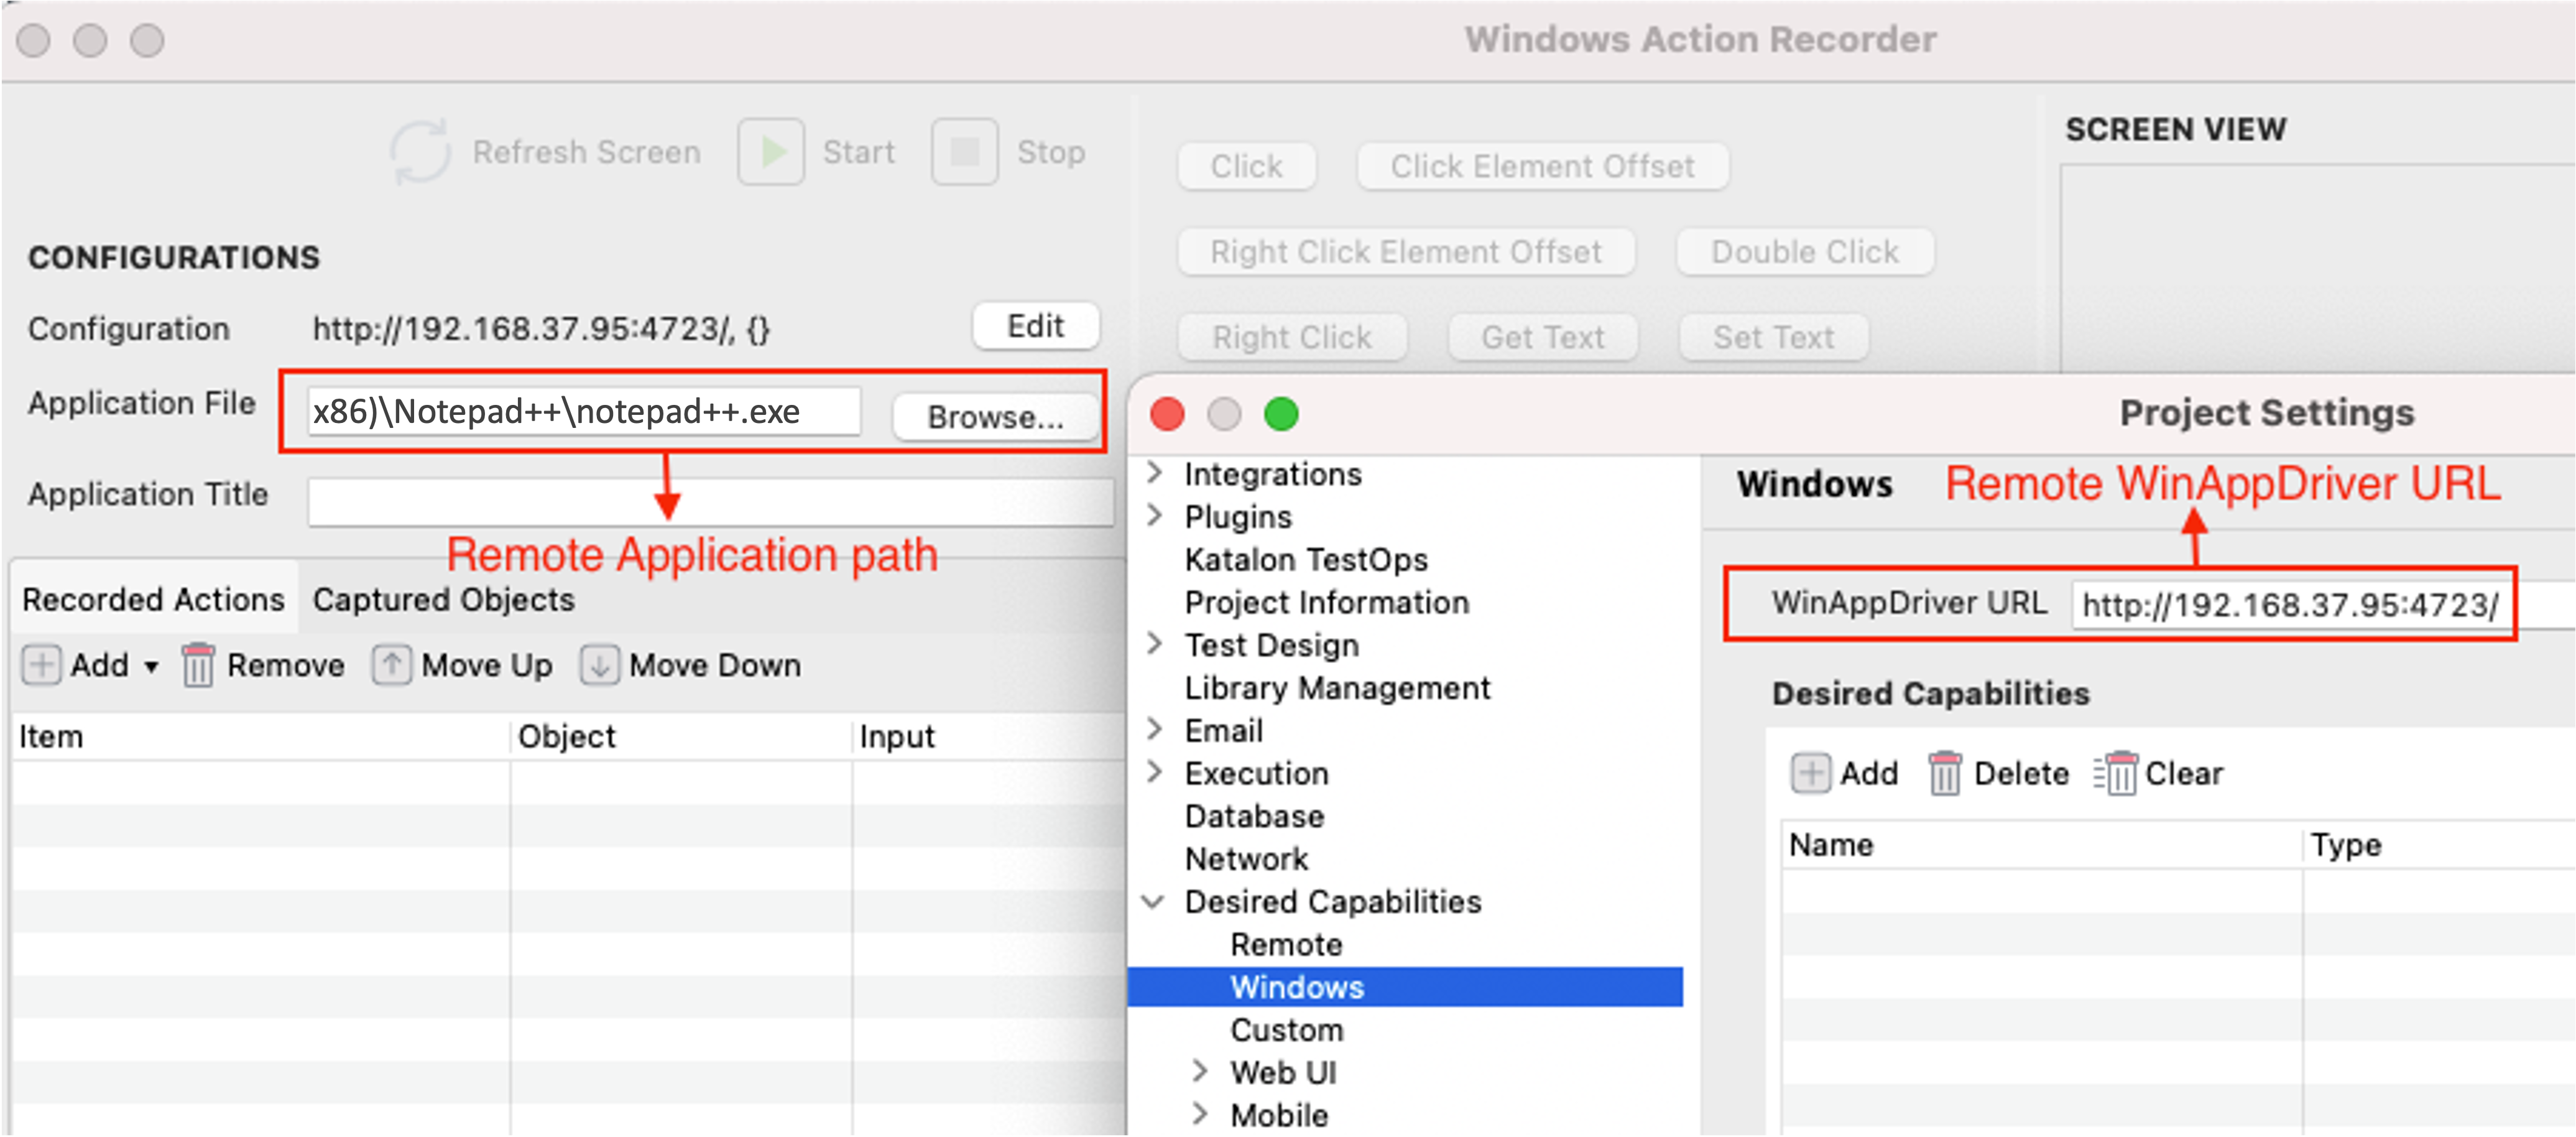 Windows Action Recorder
Refresh Screen Start Stop
CONFIGURATIONS
Configuration http://192.168.37.95:4723/, {} Edit
Application File x86)\Notepad++\notepad++.exe Browse...
Application Title
Remote Application path
Recorded Actions Captured Objects
Add Remove Move Up Move Down
Item Object Input
Click Click Element Offset
Right Click Element Offset Double Click
Right Click Get Text Set Text
SCREEN VIEW
Project Settings
Integrations
Plugins
Katalon TestOps
Project Information
Test Design
Library Management
Email
Execution
Database
Network
Desired Capabilities
Remote
Windows
Custom
Web UI
Mobile
Windows Remote WinAppDriver URL
WinAppDriver URL http://192.168.37.95:4723/
Desired Capabilities
Add Delete Clear
Name Type